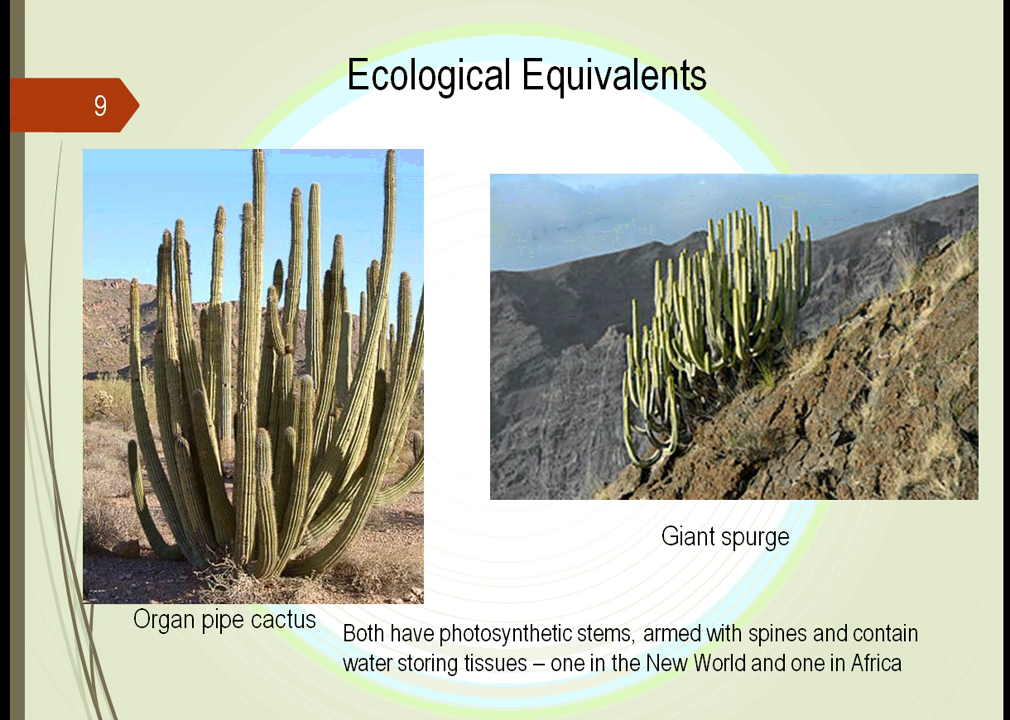 Ecological Equivalents
9
Giant spurge
Organ pipe cactus
Both have photosynthetic stems, armed with spines and contain
water storing tissues – one in the New World and one in Africa